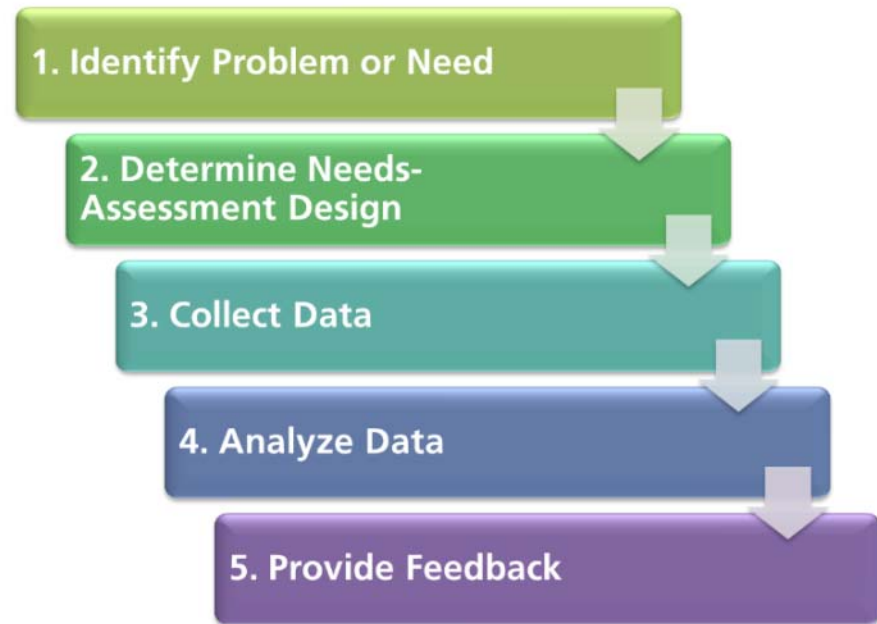 1. Identify Problem or Need
2. Determine Needs-
Assessment Design
3. Collect Data
4. Analyze Data
5. Provide Feedback